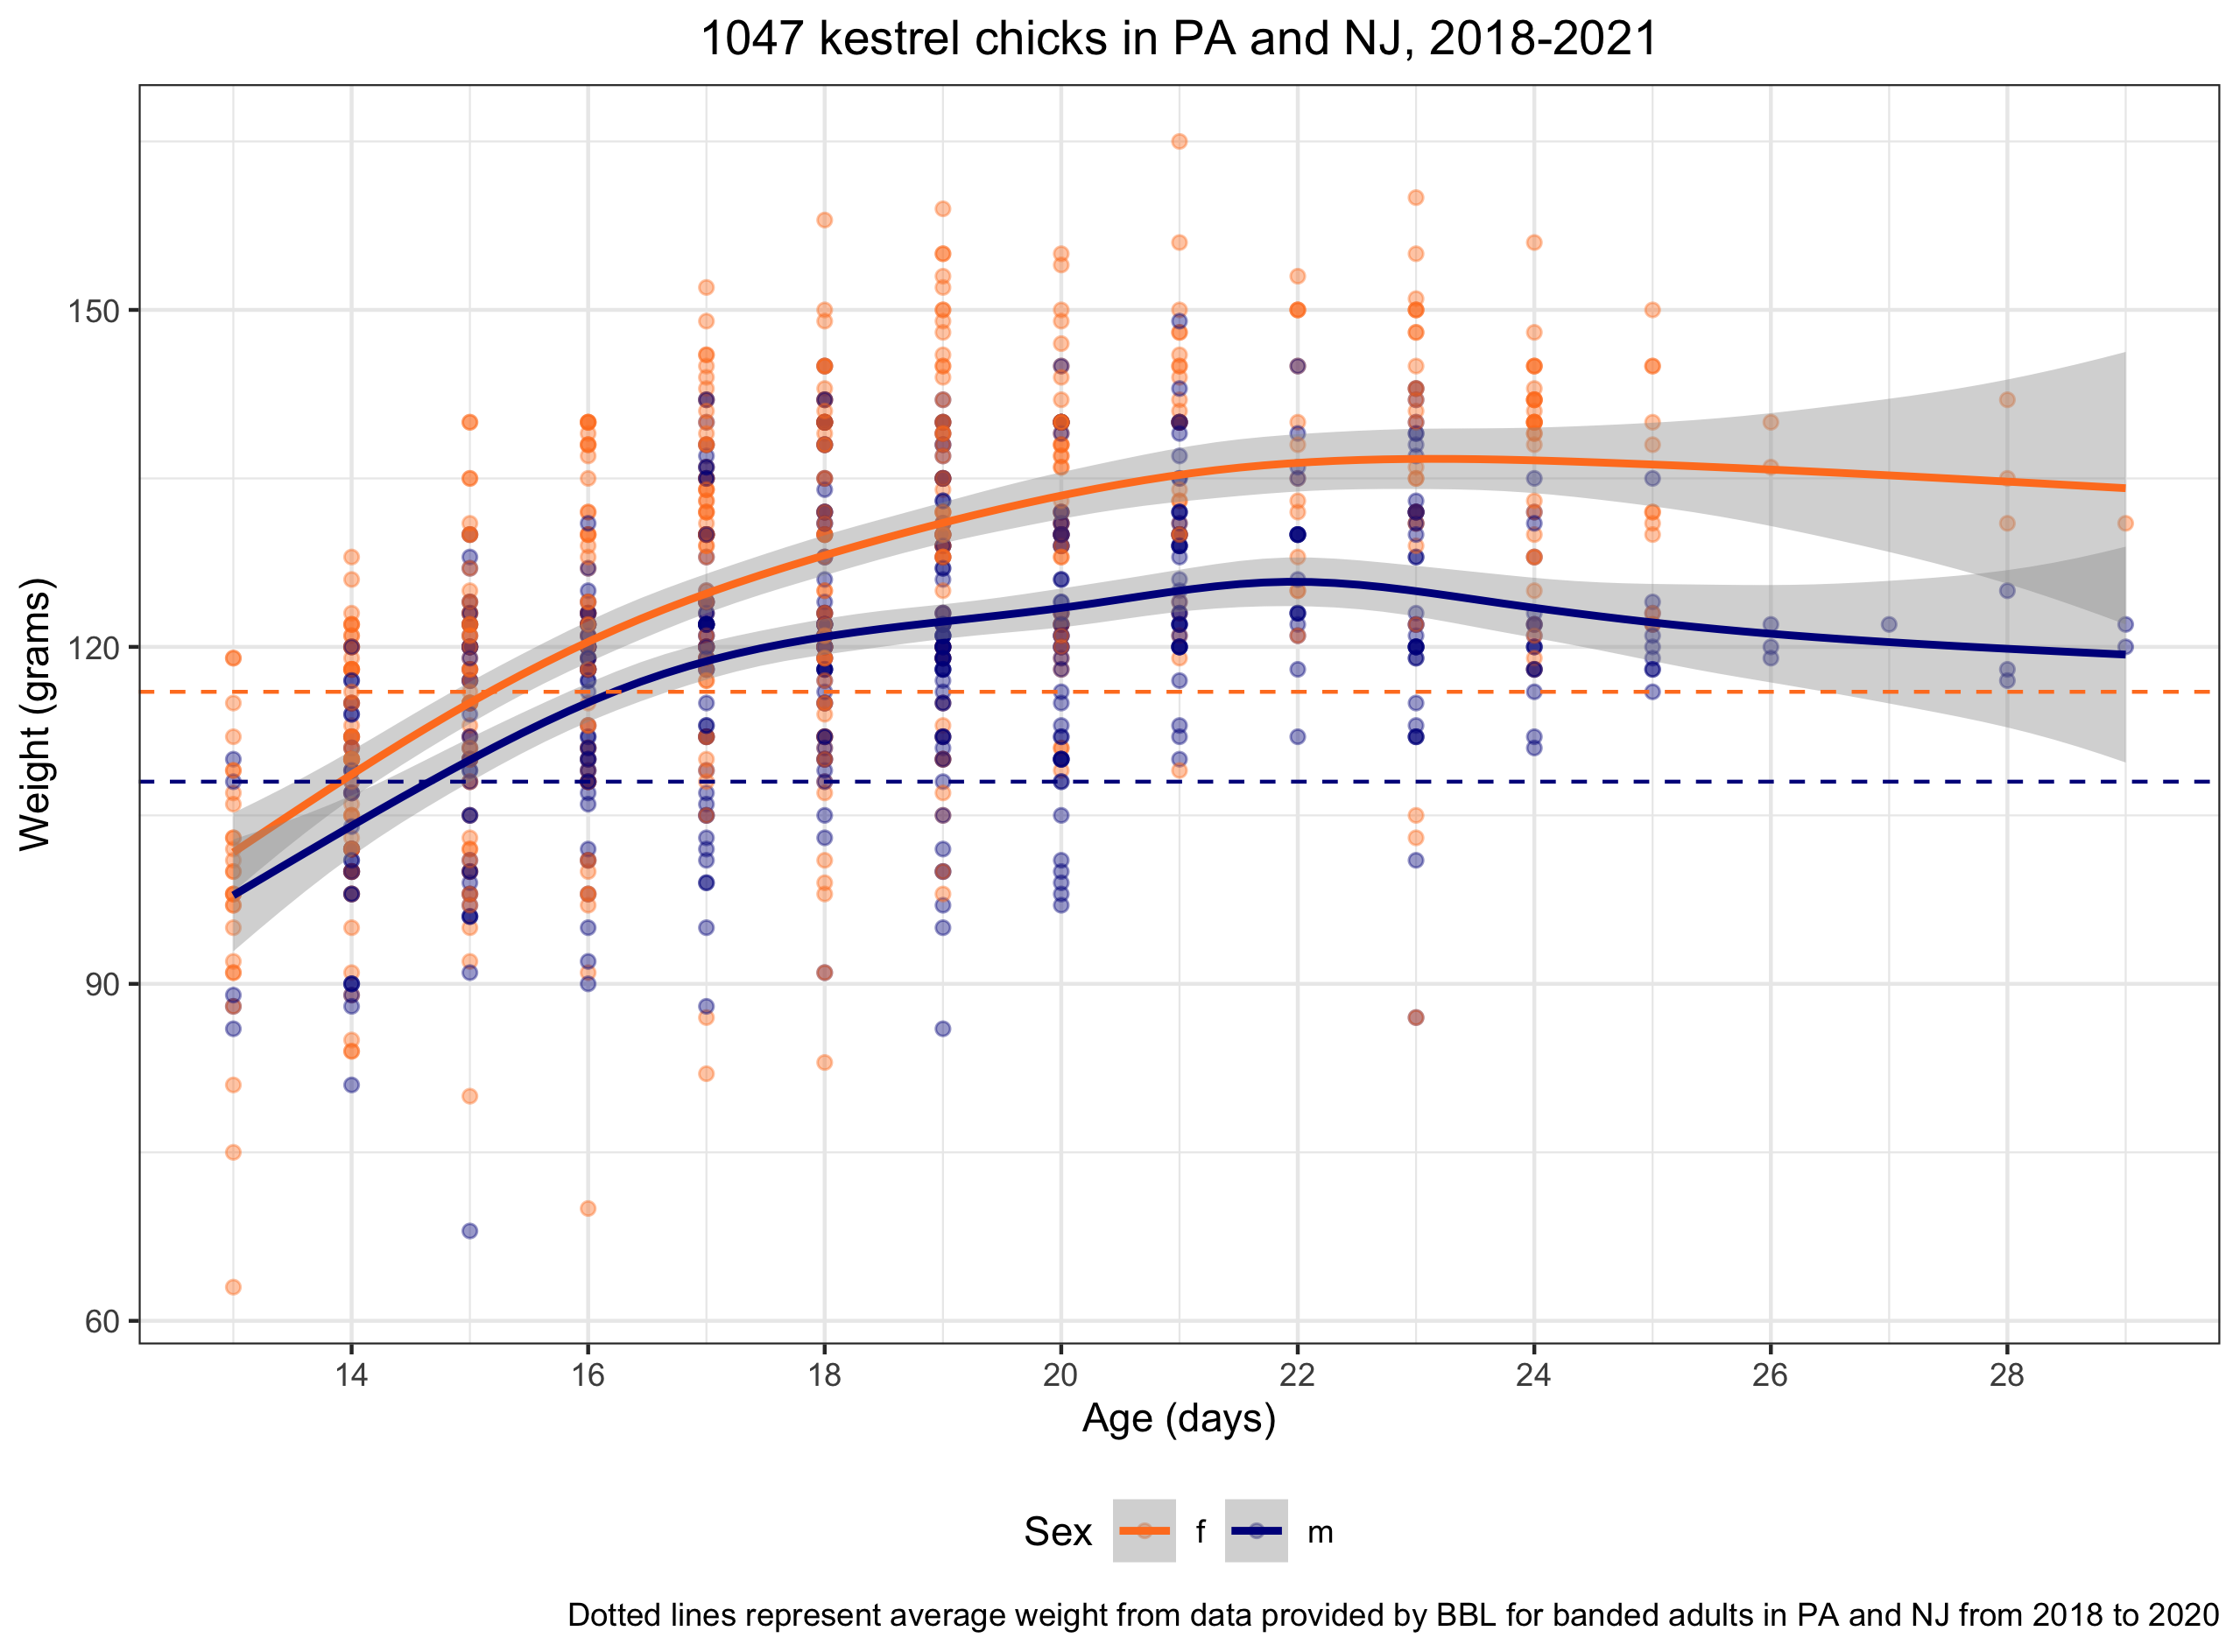 1047 kestrel chicks in PA and NJ, 2018-2021
Weight (grams)
150
120
90
60
14 16 18 20 22 24 26 28
Age (days)
Sex f m
Dotted lines represent average weight from data provided by BBL for banded adults in PA and NJ from 2018 to 2020